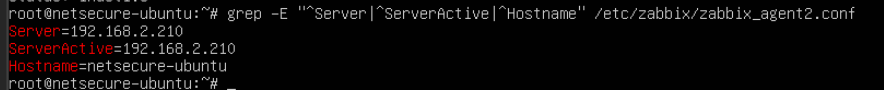 root@netsecure-ubuntu:~# grep -E "^Server|^ServerActive|^Hostname" /etc/zabbix/zabbix_agent2.conf
Server=192.168.2.210
ServerActive=192.168.2.210
Hostname=netsecure-ubuntu
root@netsecure-ubuntu:~# _